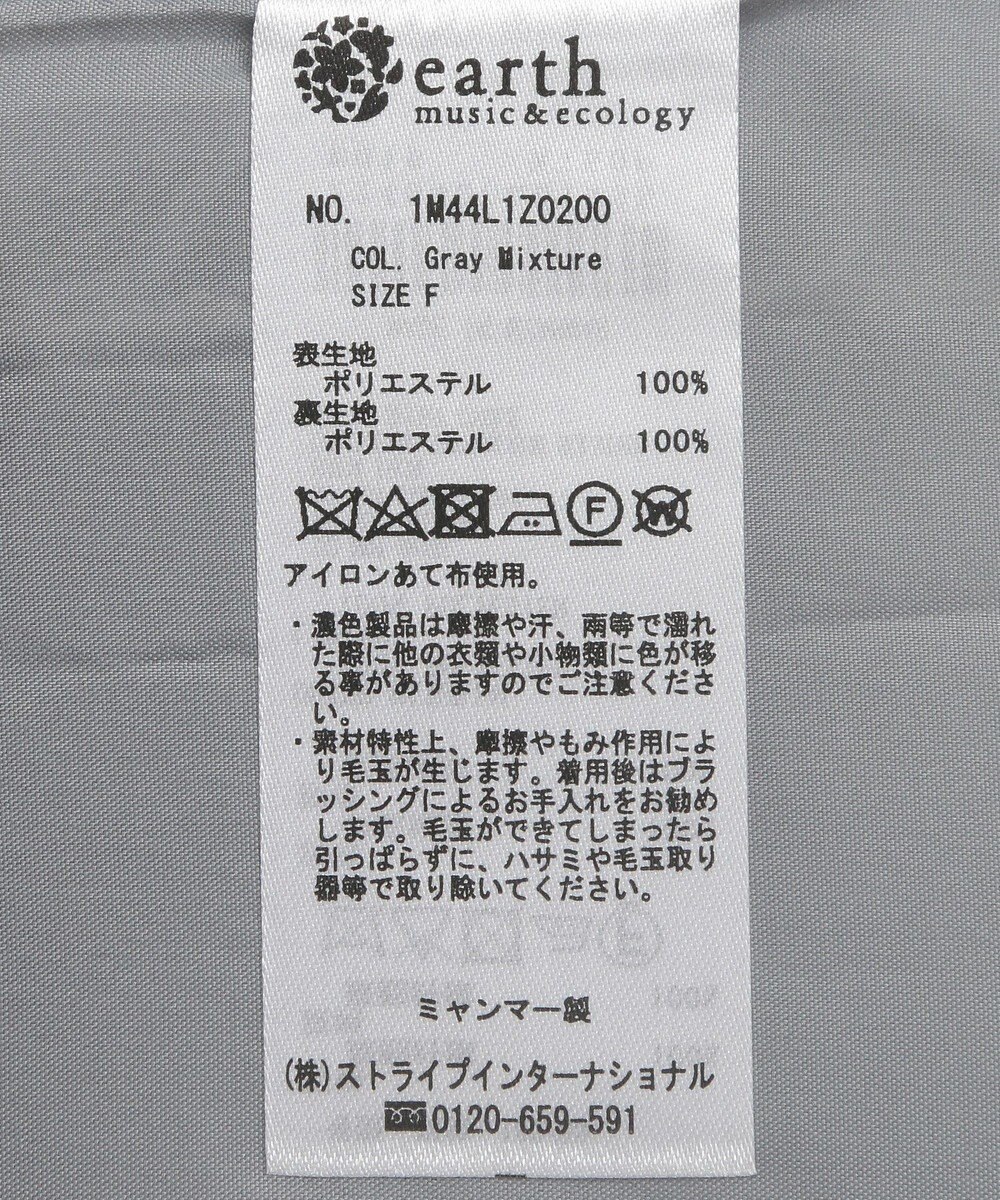 earth
music&ecology
NO. 1M44L1Z0200
COL. Gray Mixture
SIZE F
表生地
ポリエステル 100%
裏生地
ポリエステル 100%
F W
アイロンあて布使用。
・濃色製品は摩擦や汗、雨等で濡れ
た際に他の衣類や小物類に色が移
る事がありますのでご注意くださ
い。
・素材特性上、摩擦やもみ作用によ
り毛玉が生じます。着用後はブラ
ッシングによるお手入れをお勧め
します。毛玉ができてしまったら
引っぱらずに、ハサミや毛玉取り
器等で取り除いてください。
ミャンマー製
(株)ストライプインターナショナル
0120-659-591